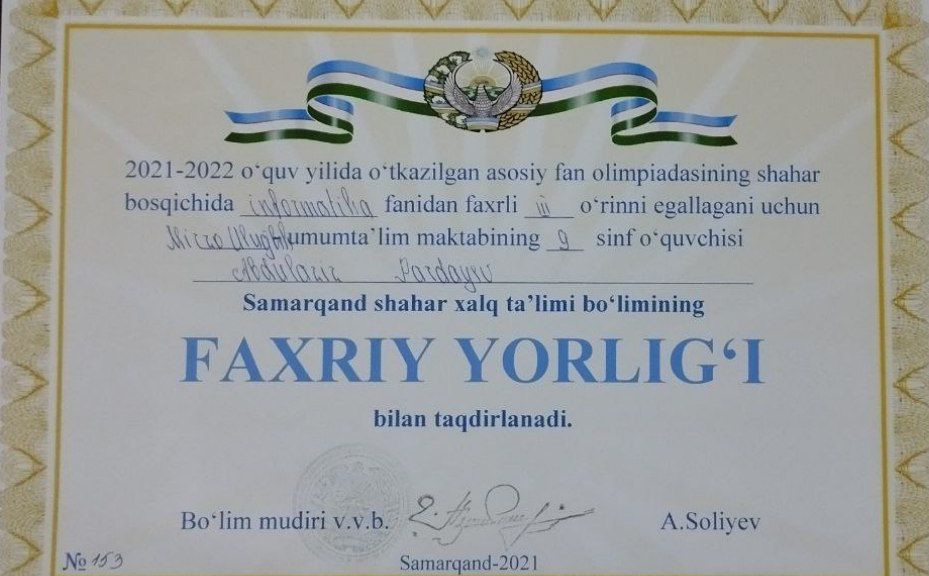 2021-2022 o‘quv yilida o‘tkazilgan asosiy fan olimpiadasining shahar
bosqichida informatika fanidan faxrli III o‘rinni egallagani uchun
Mirzo Ulug‘bek umumta’lim maktabining 9 sinf o‘quvchisi
Abdulaziz Pardayev
Samarqand shahar xalq ta’limi bo‘limining
FAXRIY YORLIG‘I
bilan taqdirlanadi.
Bo‘lim mudiri v.v.b. A.Soliyev
№ 153 Samarqand-2021